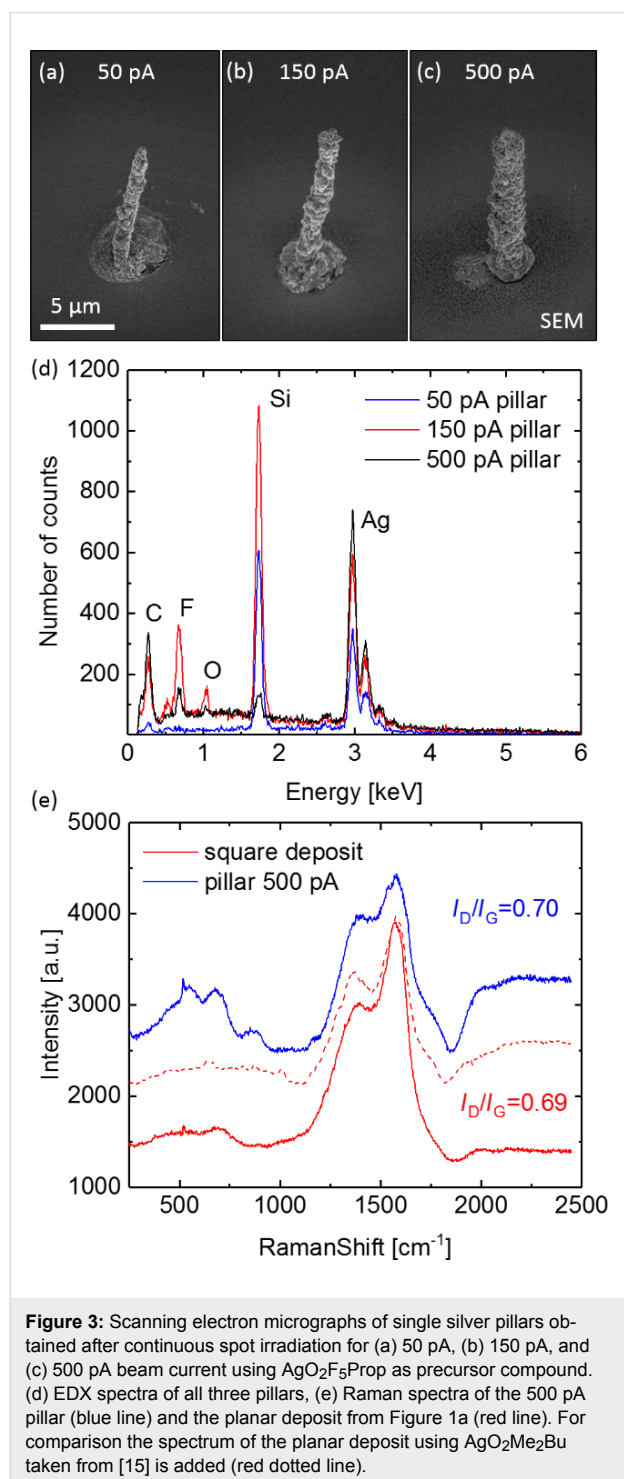 (a) 50 pA
(b) 150 pA
(c) 500 pA
5 µm
SEM
(d)
1200
1000
800
600
400
200
Number of counts
Si
50 pA pillar
150 pA pillar
500 pA pillar
Ag
C
F
O
0 1 2 3 4 5 6
Energy [keV]
(e)
5000
4000
3000
2000
1000
Intensity [a.u.]
square deposit
pillar 500 pA
I_D/I_G=0.70
I_D/I_G=0.69
500 1000 1500 2000 2500
RamanShift [cm⁻¹]
Figure 3: Scanning electron micrographs of single silver pillars ob-
tained after continuous spot irradiation for (a) 50 pA, (b) 150 pA, and
(c) 500 pA beam current using AgO₂F₅Prop as precursor compound.
(d) EDX spectra of all three pillars, (e) Raman spectra of the 500 pA
pillar (blue line) and the planar deposit from Figure 1a (red line). For
comparison the spectrum of the planar deposit using AgO₂Me₂Bu
taken from [15] is added (red dotted line).